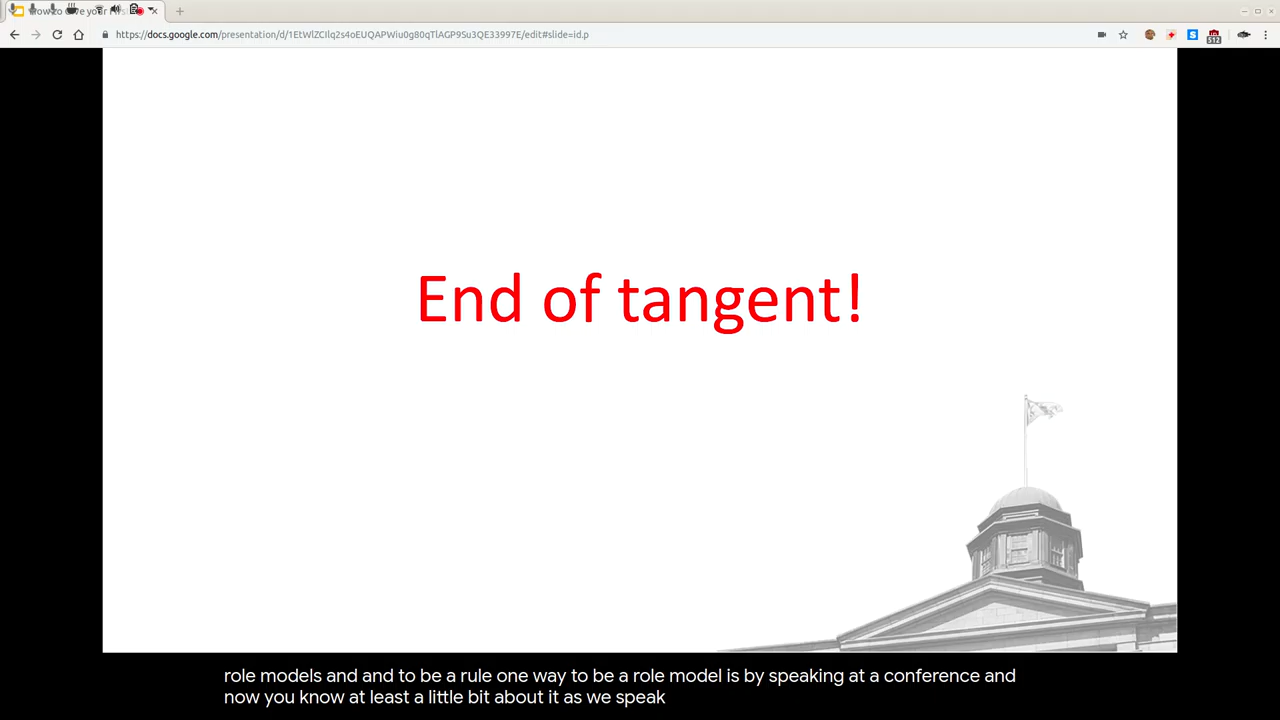 https://docs.google.com/presentation/d/1EtWlZCIlq2s4oEUQAPWiu0g80qTlAGP9Su3QE33997E/edit#slide=id.p
512
End of tangent!
role models and and to be a rule one way to be a role model is by speaking at a conference and
now you know at least a little bit about it as we speak